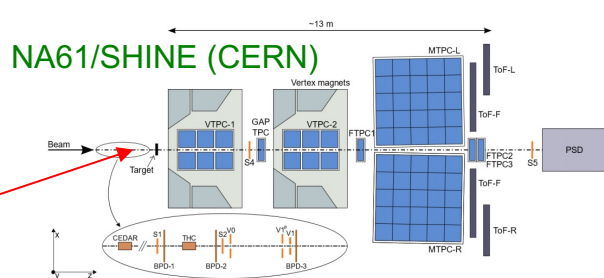 ~13 m
NA61/SHINE (CERN)
MTPC-L
ToF-L
Vertex magnets
GAP
TPC
VTPC-1
VTPC-2
FTPC1
ToF-F
Beam
Target
S4
FTPC2
FTPC3
S5
PSD
ToF-F
x
CEDAR
S1
THC
S2
V0
V1ᵖ
V1
ToF-R
MTPC-R
BPD-1
BPD-2
BPD-3
y
z